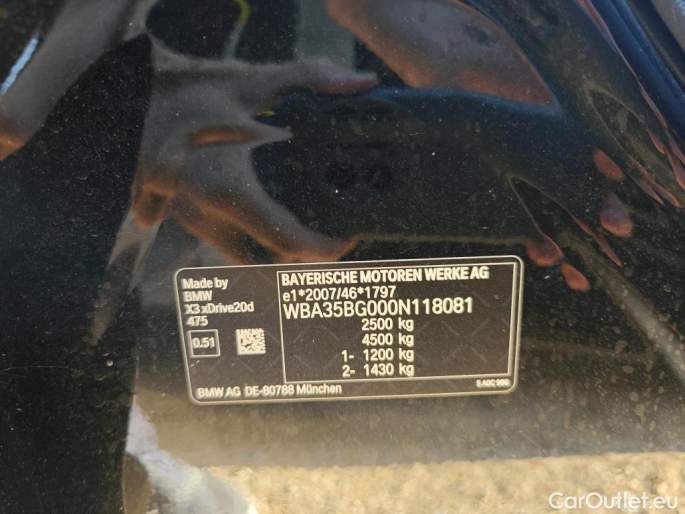 Made by
BMW
X3 xDrive20d
475
0.51
BMW AG DE-80788 München
BAYERISCHE MOTOREN WERKE AG
e1*2007/46*1797
WBA35BG000N118081
2500 kg
4500 kg
1- 1200 kg
2- 1430 kg
CarOutlet.eu